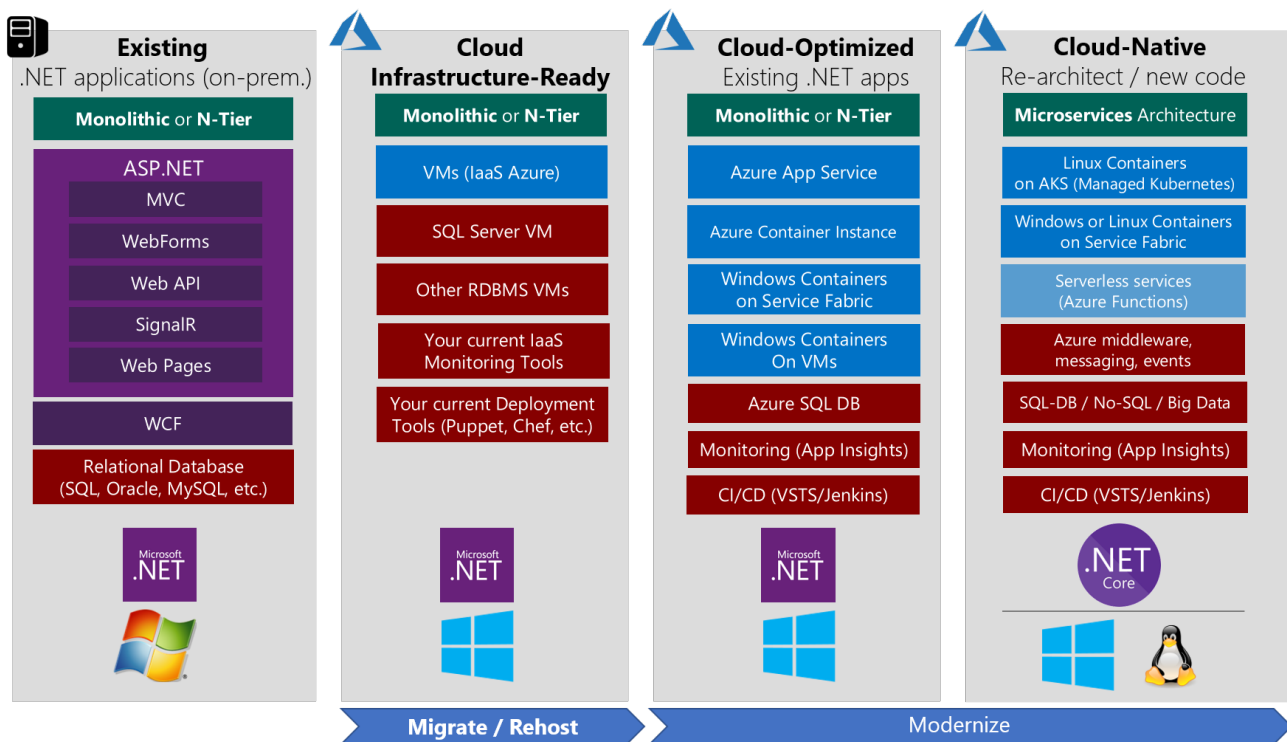 Existing
.NET applications (on-prem.)
Monolithic or N-Tier
ASP.NET
MVC
WebForms
Web API
SignalR
Web Pages
WCF
Relational Database
(SQL, Oracle, MySQL, etc.)
Microsoft
.NET
Cloud
Infrastructure-Ready
Monolithic or N-Tier
VMs (IaaS Azure)
SQL Server VM
Other RDBMS VMs
Your current IaaS
Monitoring Tools
Your current Deployment
Tools (Puppet, Chef, etc.)
Microsoft
.NET
Cloud-Optimized
Existing .NET apps
Monolithic or N-Tier
Azure App Service
Azure Container Instance
Windows Containers
on Service Fabric
Windows Containers
On VMs
Azure SQL DB
Monitoring (App Insights)
CI/CD (VSTS/Jenkins)
Microsoft
.NET
Cloud-Native
Re-architect / new code
Microservices Architecture
Linux Containers
on AKS (Managed Kubernetes)
Windows or Linux Containers
on Service Fabric
Serverless services
(Azure Functions)
Azure middleware,
messaging, events
SQL-DB / No-SQL / Big Data
Monitoring (App Insights)
CI/CD (VSTS/Jenkins)
.NET
Core
Migrate / Rehost
Modernize